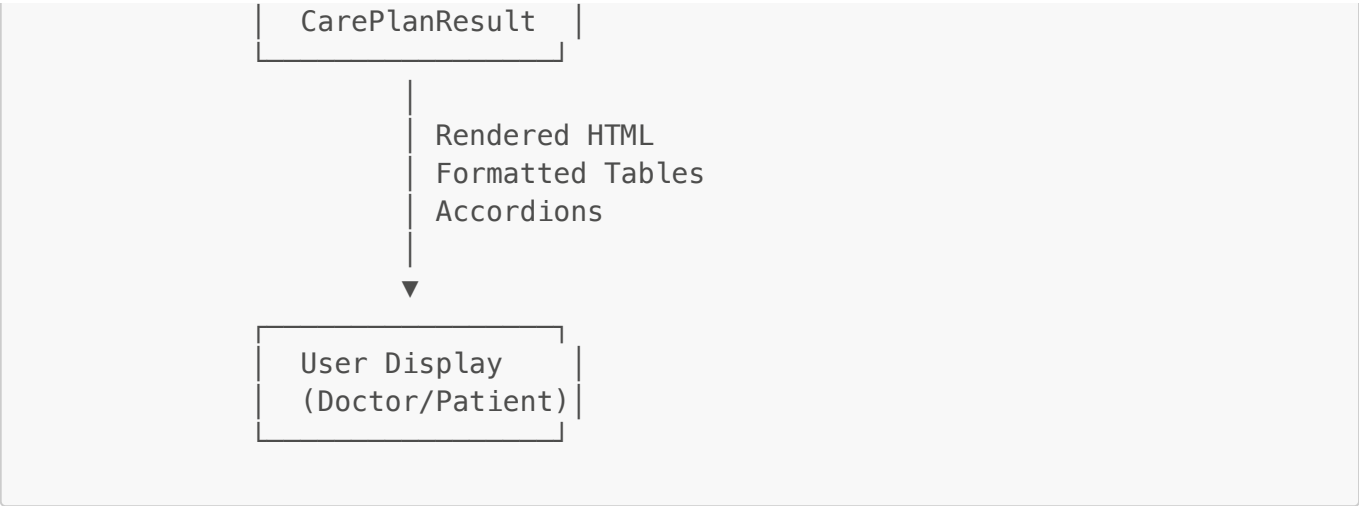 CarePlanResult
Rendered HTML
Formatted Tables
Accordions
User Display
(Doctor/Patient)